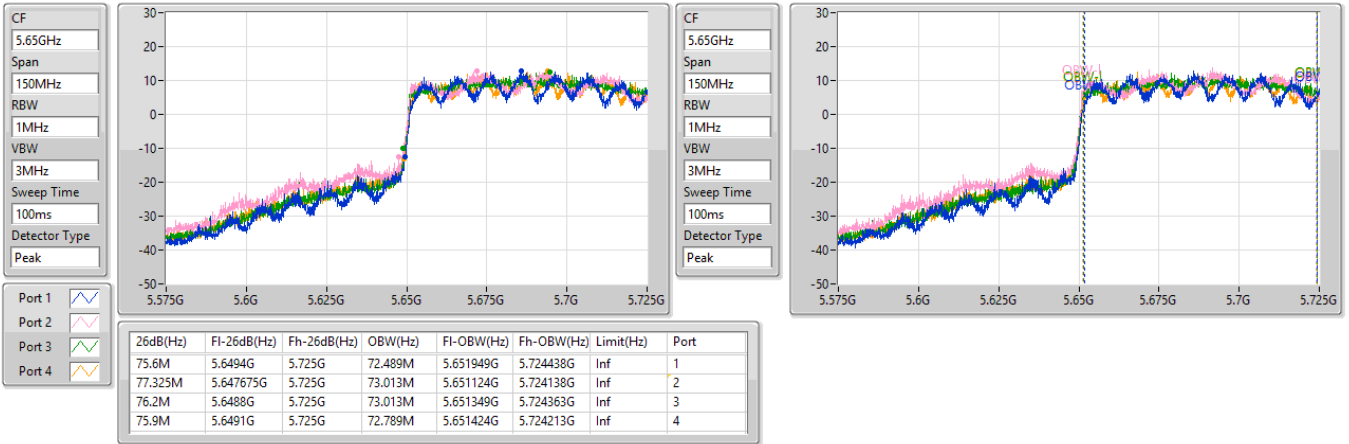 CF
5.65GHz
Span
150MHz
RBW
1MHz
VBW
3MHz
Sweep Time
100ms
Detector Type
Peak
30
20
10
0
-10
-20
-30
-40
-50
5.575G 5.6G 5.625G 5.65G 5.675G 5.7G 5.725G
CF
5.65GHz
Span
150MHz
RBW
1MHz
VBW
3MHz
Sweep Time
100ms
Detector Type
Peak
30
20
10
0
-10
-20
-30
-40
-50
5.575G 5.6G 5.625G 5.65G 5.675G 5.7G 5.725G
Port 1
Port 2
Port 3
Port 4
26dB(Hz) Fl-26dB(Hz) Fh-26dB(Hz) OBW(Hz) Fl-OBW(Hz) Fh-OBW(Hz) Limit(Hz) Port
75.6M 5.6494G 5.725G 72.489M 5.651949G 5.724438G Inf 1
77.325M 5.647675G 5.725G 73.013M 5.651124G 5.724138G Inf 2
76.2M 5.6488G 5.725G 73.013M 5.651349G 5.724363G Inf 3
75.9M 5.6491G 5.725G 72.789M 5.651424G 5.724213G Inf 4